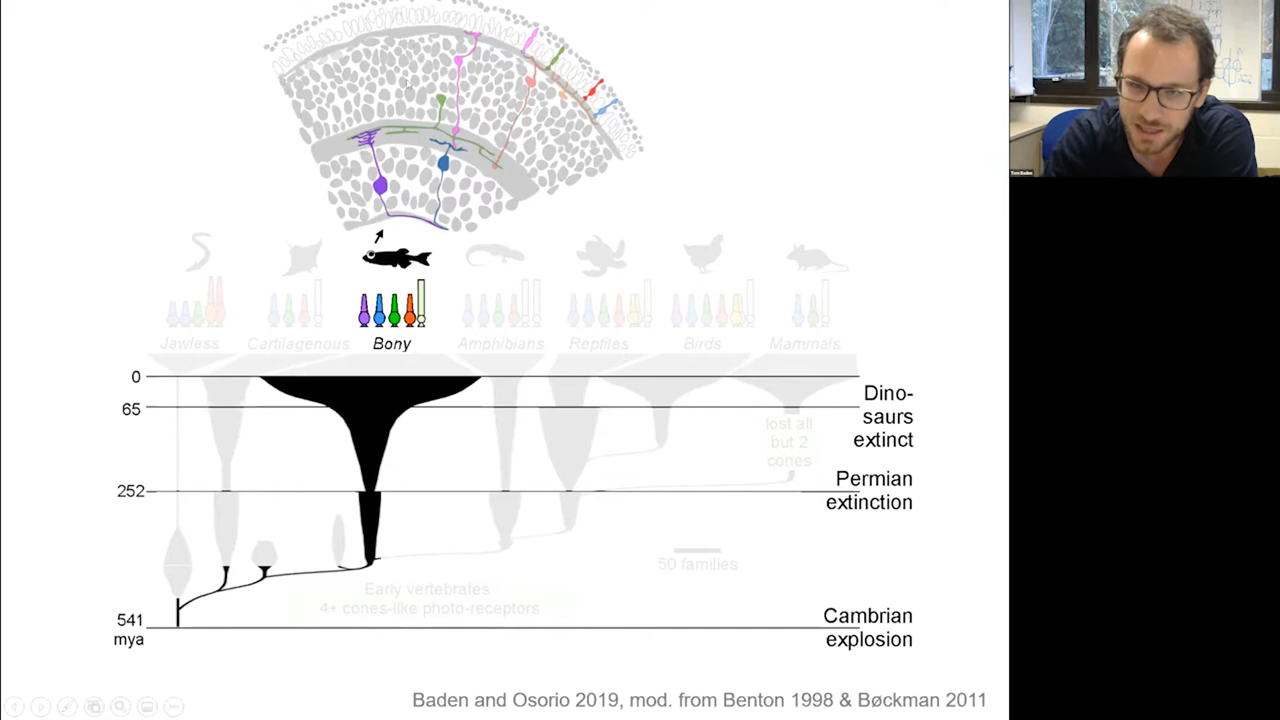 Tom Baden
Jawless
Cartilagenous
Bony
Amphibians
Reptiles
Birds
Mammals
0
65
252
541
mya
Dino-
saurs
extinct
lost all
but 2
cones
Permian
extinction
50 families
Early vertebrates
4+ cones-like photo-receptors
Cambrian
explosion
Baden and Osorio 2019, mod. from Benton 1998 & Bøckman 2011